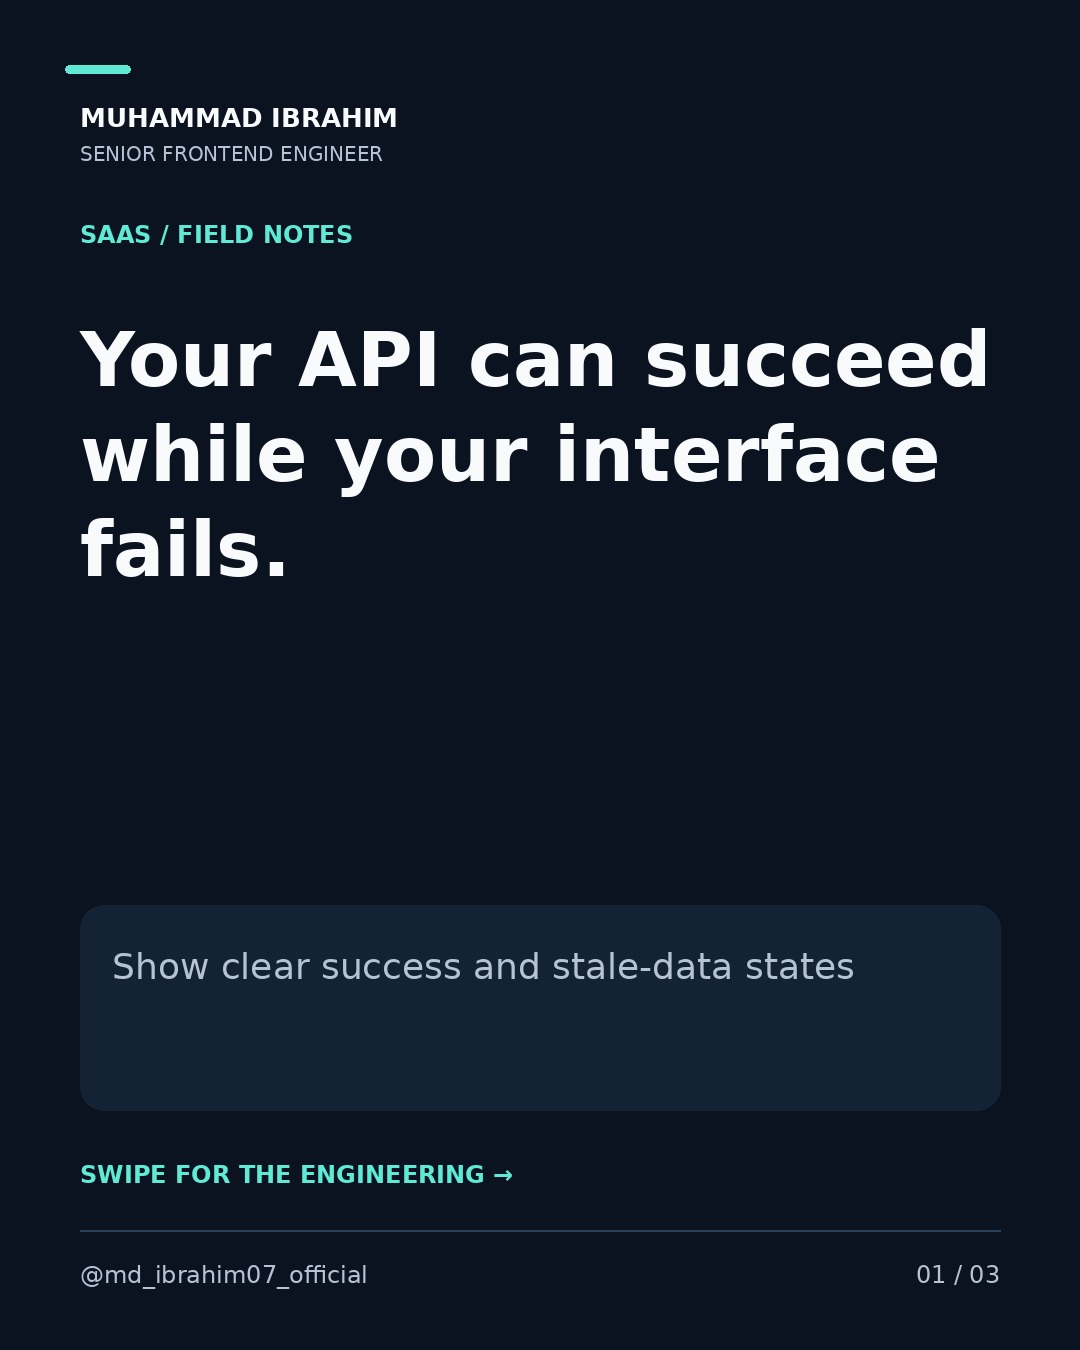 MUHAMMAD IBRAHIM
SENIOR FRONTEND ENGINEER
SAAS / FIELD NOTES
Your API can succeed
while your interface
fails.
Show clear success and stale-data states
SWIPE FOR THE ENGINEERING →
@md_ibrahim07_official
01 / 03